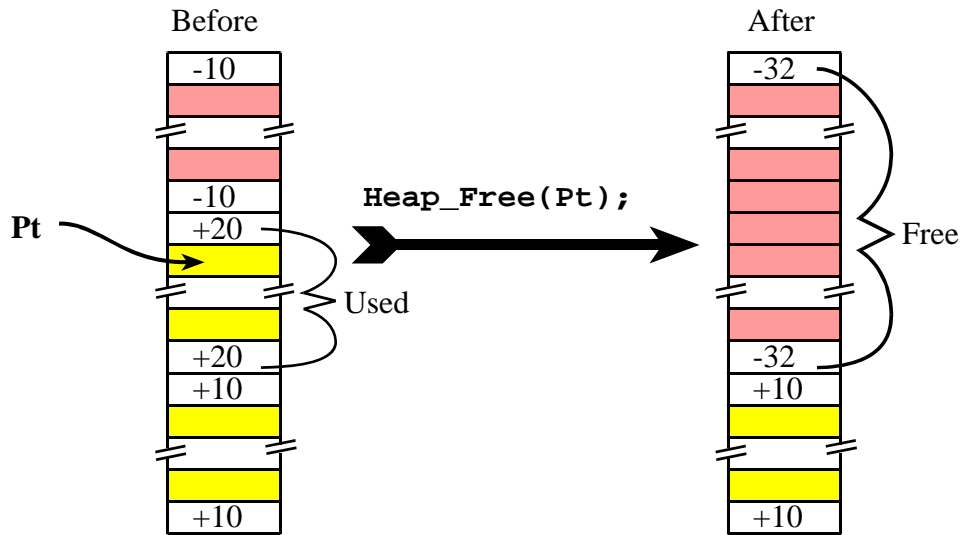 Before
After
-10
-32
-10
Heap_Free(Pt);
Pt
+20
Free
Used
+20
-32
+10
+10
+10
+10